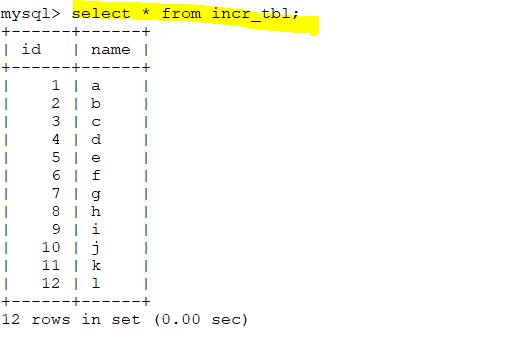 mysql> select * from incr_tbl;
+------+------+
| id   | name |
+------+------+
|    1 | a    |
|    2 | b    |
|    3 | c    |
|    4 | d    |
|    5 | e    |
|    6 | f    |
|    7 | g    |
|    8 | h    |
|    9 | i    |
|   10 | j    |
|   11 | k    |
|   12 | l    |
+------+------+
12 rows in set (0.00 sec)